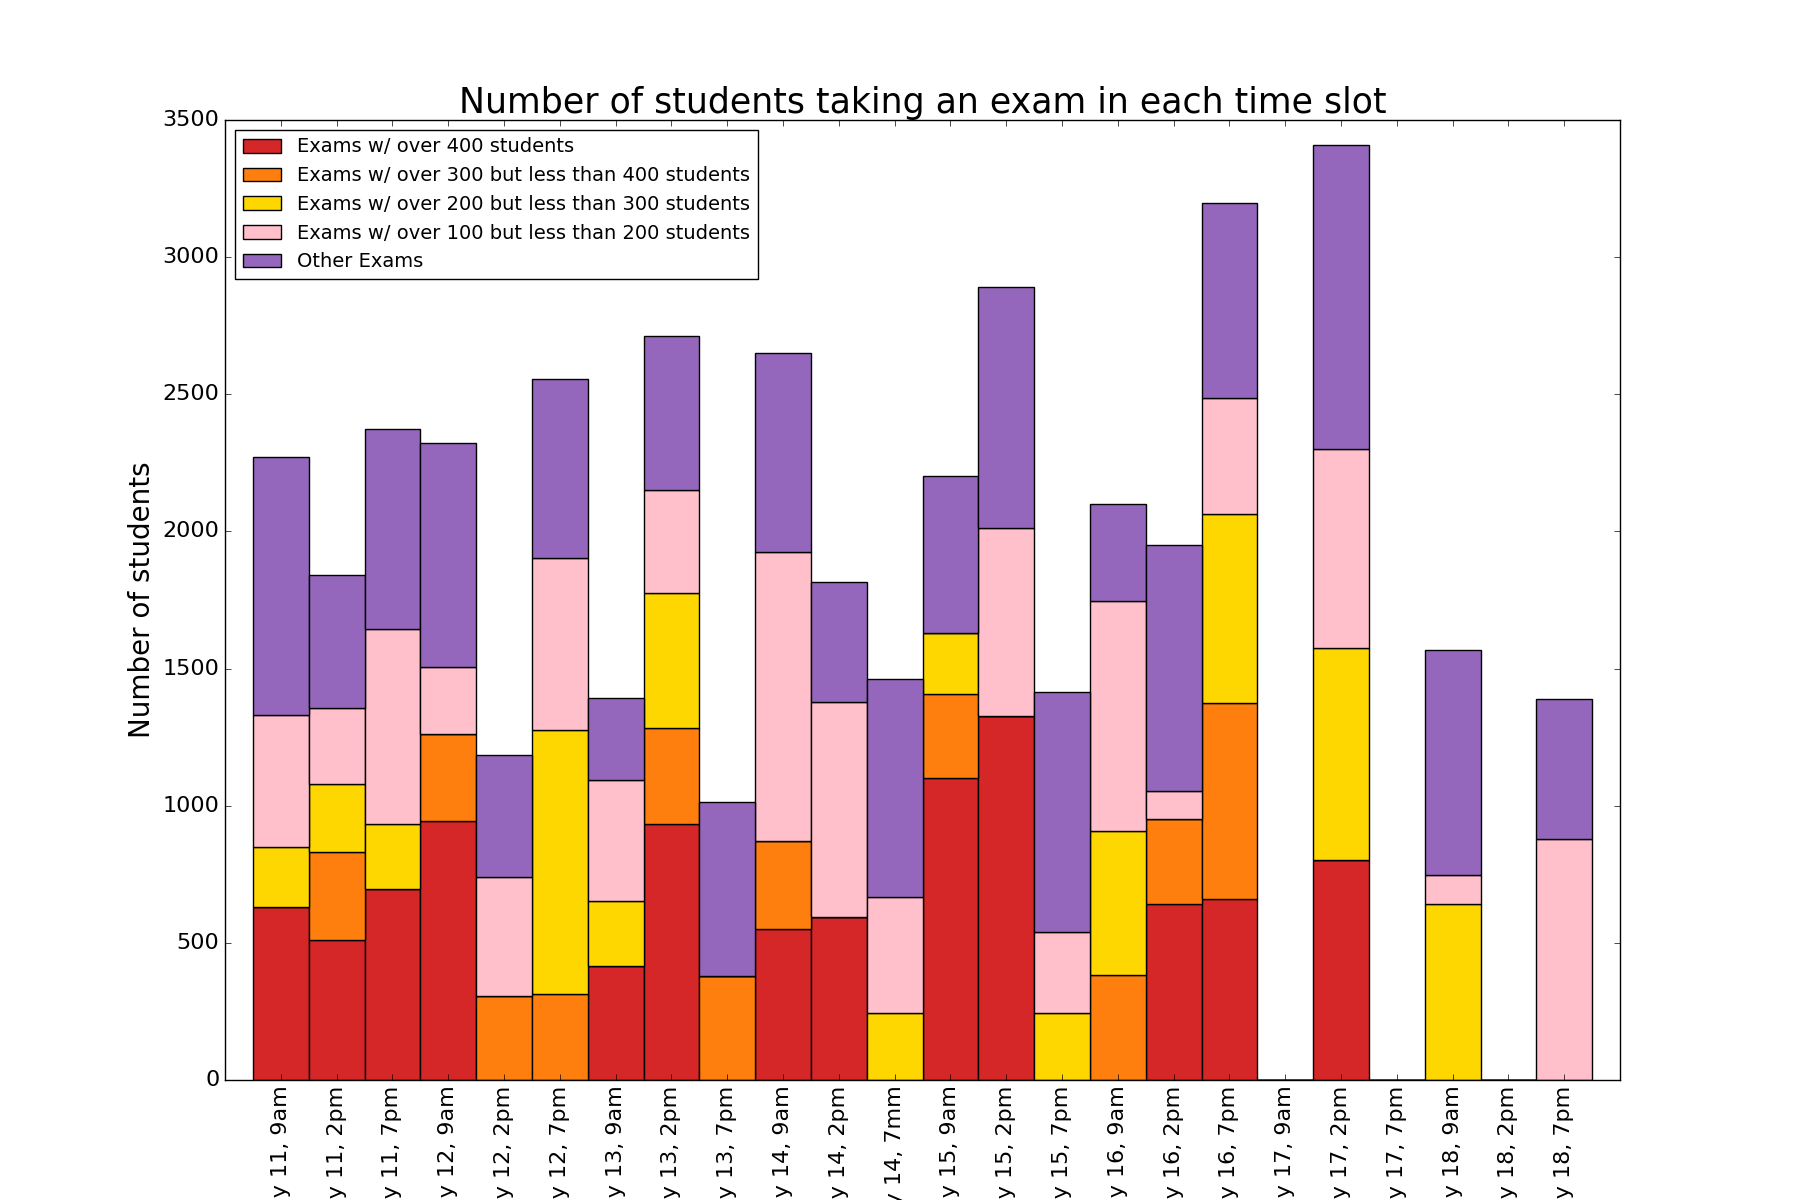 Number of students taking an exam in each time slot
3500
3000
2500
2000
1500
1000
500
0
Number of students
Exams w/ over 400 students
Exams w/ over 300 but less than 400 students
Exams w/ over 200 but less than 300 students
Exams w/ over 100 but less than 200 students
Other Exams
y 11, 9am
y 11, 2pm
y 11, 7pm
y 12, 9am
y 12, 2pm
y 12, 7pm
y 13, 9am
y 13, 2pm
y 13, 7pm
y 14, 9am
y 14, 2pm
y 14, 7mm
y 15, 9am
y 15, 2pm
y 15, 7pm
y 16, 9am
y 16, 2pm
y 16, 7pm
y 17, 9am
y 17, 2pm
y 17, 7pm
y 18, 9am
y 18, 2pm
y 18, 7pm